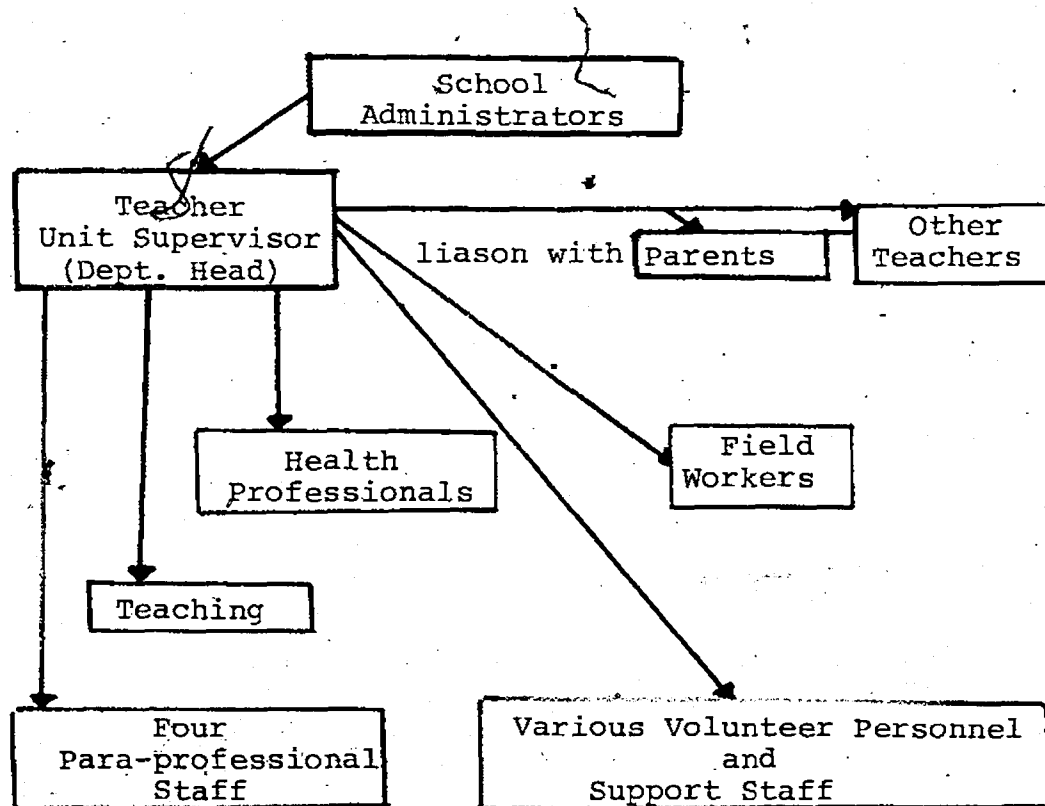 School
Administrators
Teacher
Unit Supervisor
(Dept. Head)
liason with
Parents
Other
Teachers
Health
Professionals
Field
Workers
Teaching
Four
Para-professional
Staff
Various Volunteer Personnel
and
Support Staff